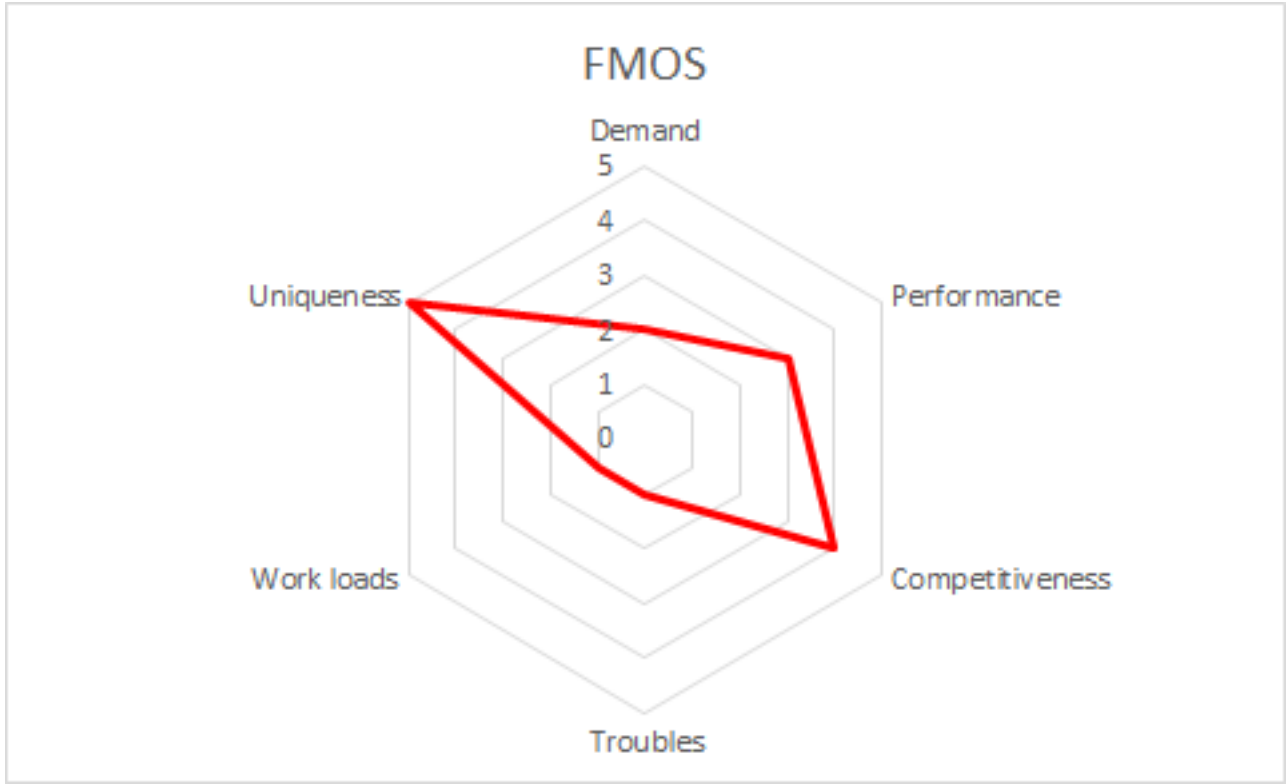 FMOS
Demand
5
4
3
2
1
0
Uniqueness
Performance
Work loads
Competitiveness
Troubles